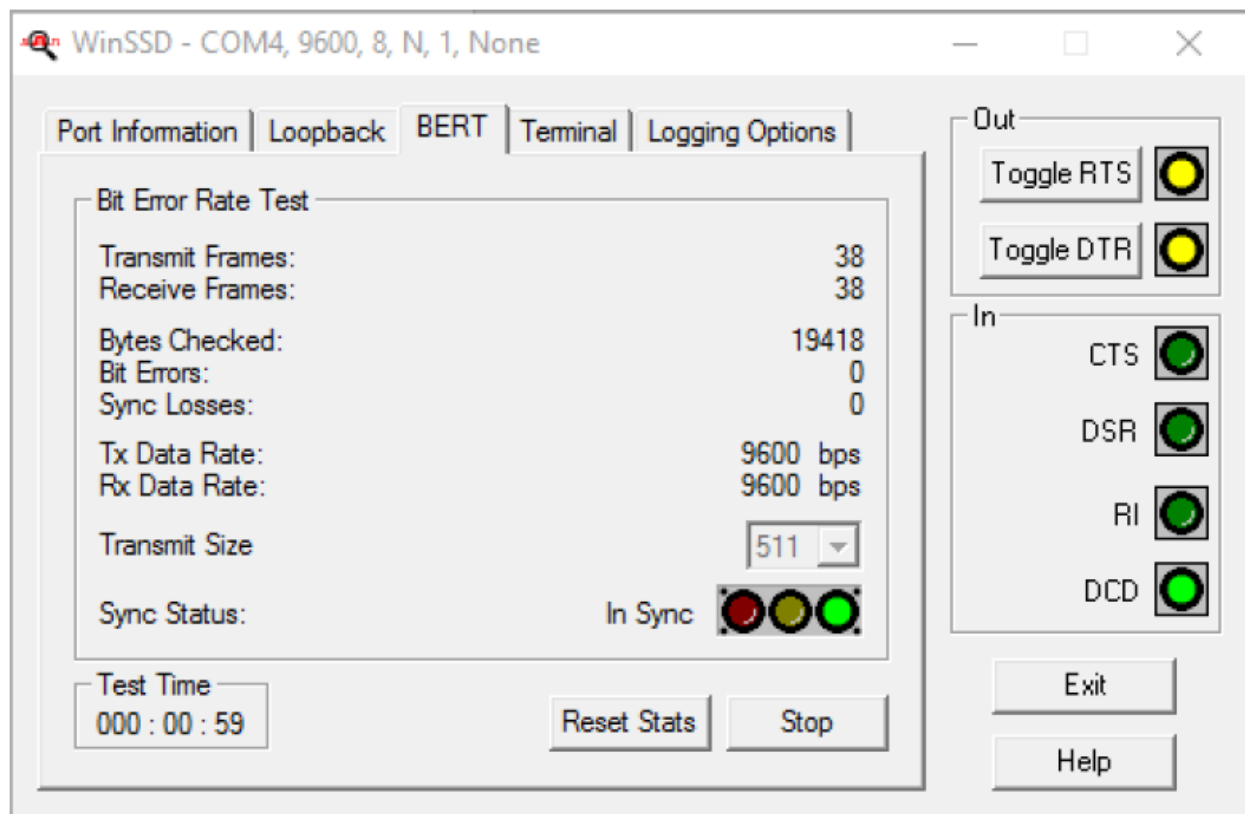 WinSSD - COM4, 9600, 8, N, 1, None
Port Information Loopback BERT Terminal Logging Options
Bit Error Rate Test
Transmit Frames: 38
Receive Frames: 38
Bytes Checked: 19418
Bit Errors: 0
Sync Losses: 0
Tx Data Rate: 9600 bps
Rx Data Rate: 9600 bps
Transmit Size 511
Sync Status: In Sync
Test Time
000 : 00 : 59
Reset Stats Stop
Out
Toggle RTS
Toggle DTR
In
CTS
DSR
RI
DCD
Exit
Help